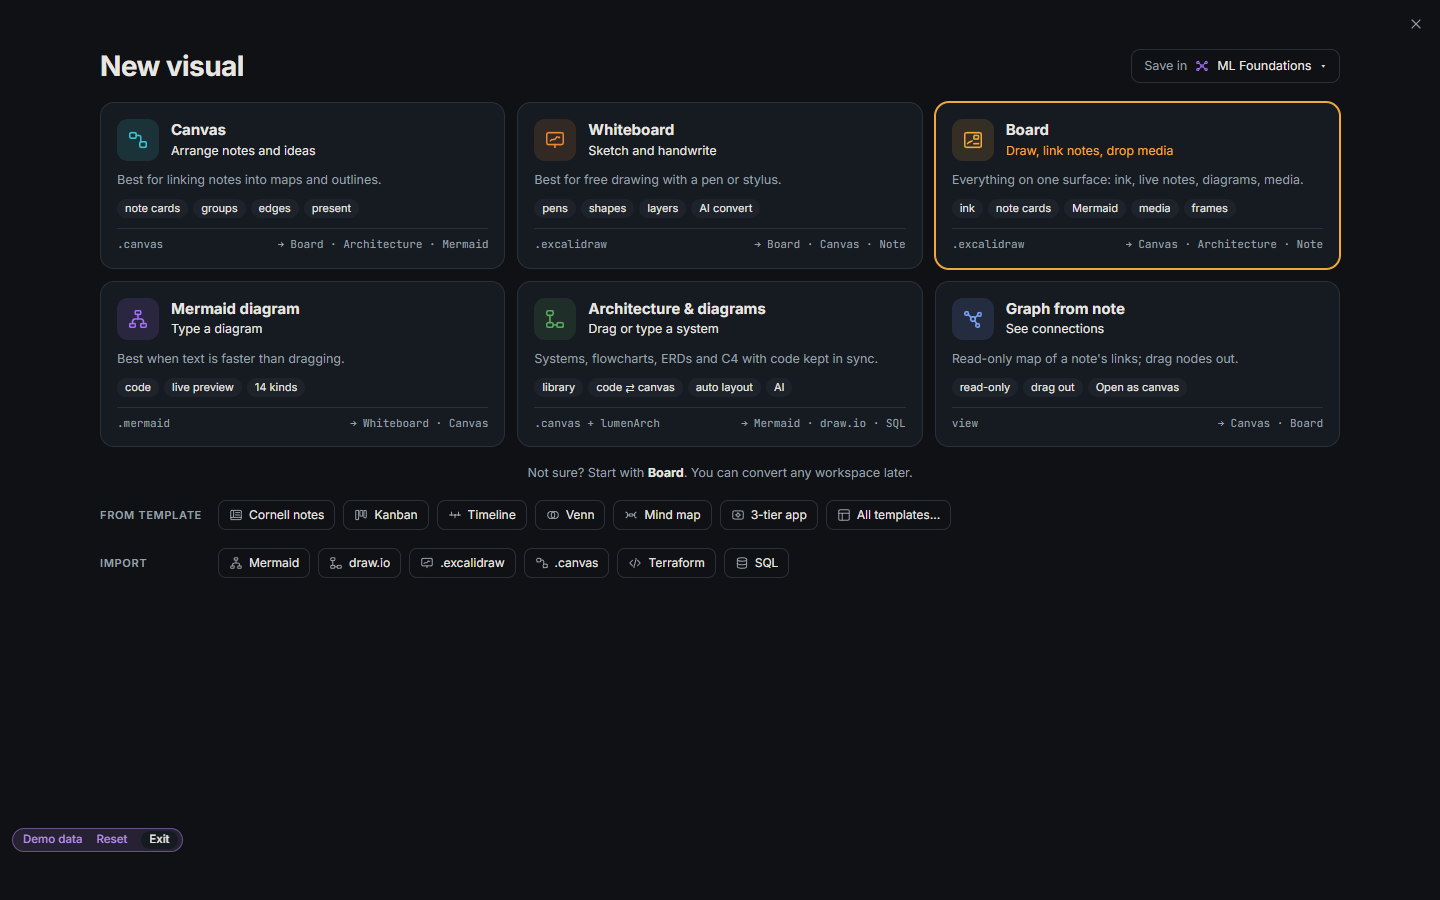 New visual
Save in ML Foundations
Canvas
Arrange notes and ideas
Best for linking notes into maps and outlines.
note cards groups edges present
.canvas → Board · Architecture · Mermaid
Whiteboard
Sketch and handwrite
Best for free drawing with a pen or stylus.
pens shapes layers AI convert
.excalidraw → Board · Canvas · Note
Board
Draw, link notes, drop media
Everything on one surface: ink, live notes, diagrams, media.
ink note cards Mermaid media frames
.excalidraw → Canvas · Architecture · Note
Mermaid diagram
Type a diagram
Best when text is faster than dragging.
code live preview 14 kinds
.mermaid → Whiteboard · Canvas
Architecture & diagrams
Drag or type a system
Systems, flowcharts, ERDs and C4 with code kept in sync.
library code ⇄ canvas auto layout AI
.canvas + lumenArch → Mermaid · draw.io · SQL
Graph from note
See connections
Read-only map of a note's links; drag nodes out.
read-only drag out Open as canvas
view → Canvas · Board
Not sure? Start with Board. You can convert any workspace later.
FROM TEMPLATE Cornell notes Kanban Timeline Venn Mind map 3-tier app All templates...
IMPORT Mermaid draw.io .excalidraw .canvas Terraform SQL
Demo data Reset Exit